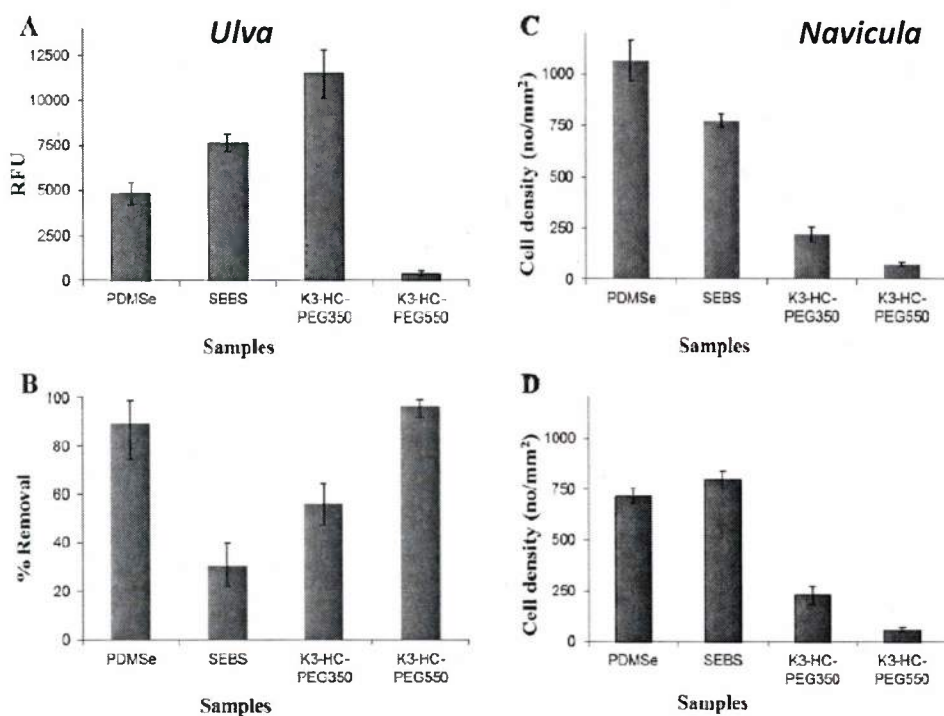 A
Ulva
12500
10000
7500
5000
2500
0
RFU
PDMSe
SEBS
K3-HC-
PEG350
K3-HC-
PEG550
Samples
C
Navicula
1000
750
500
250
0
Cell density (no/mm²)
PDMSe
SEBS
K3-HC-
PEG350
K3-HC-
PEG550
Samples
B
100
80
60
40
20
0
% Removal
PDMSe
SEBS
K3-HC-
PEG350
K3-HC-
PEG550
Samples
D
1000
750
500
250
0
Cell density (no/mm²)
PDMSe
SEBS
K3-HC-
PEG350
K3-HC-
PEG550
Samples